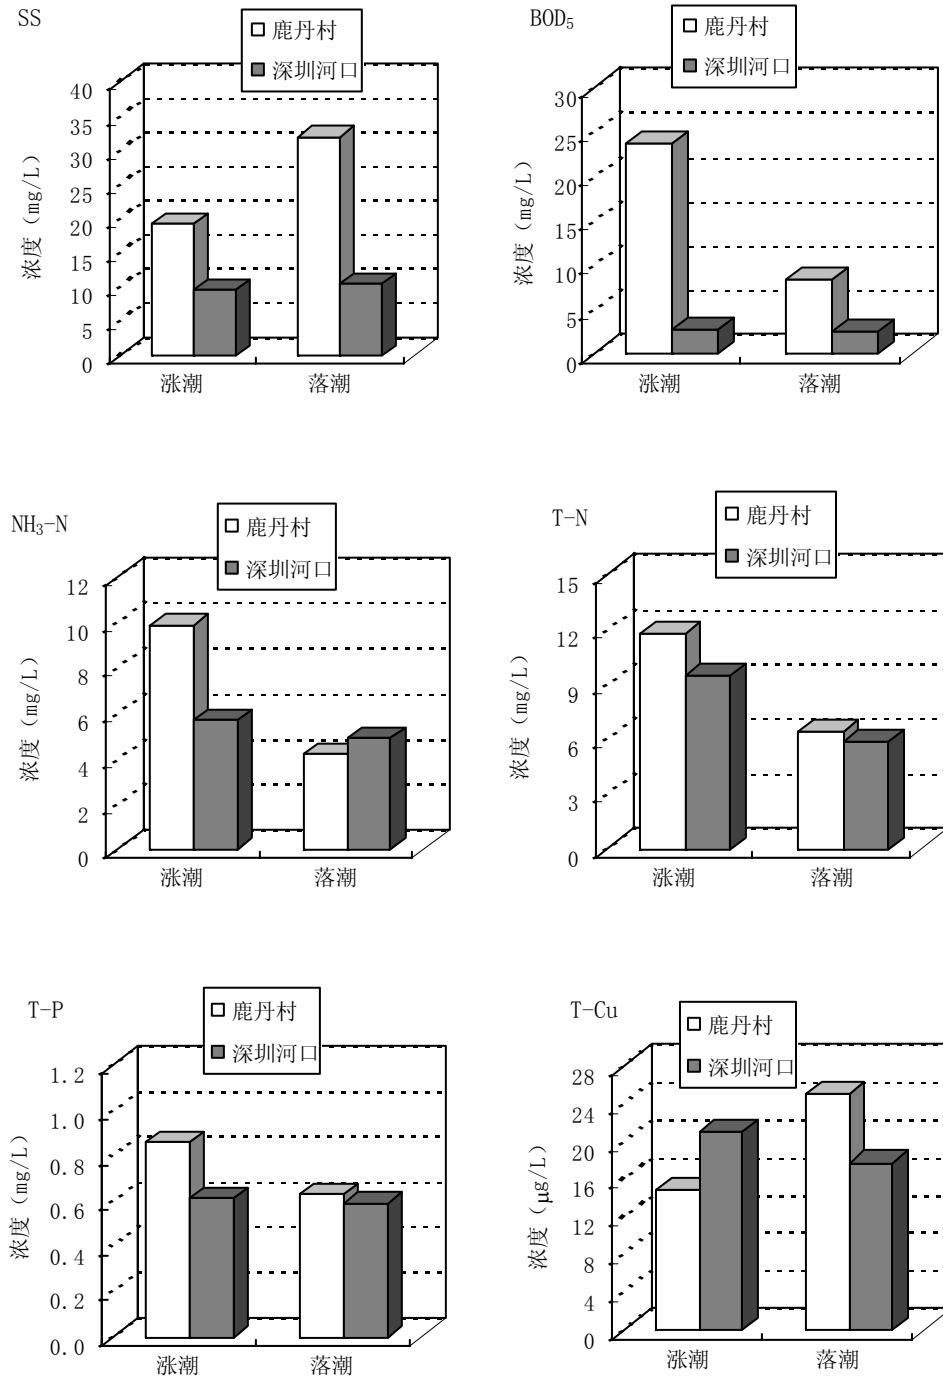 SS
鹿丹村
深圳河口
40
35
30
25
20
15
10
5
0
浓度 (mg/L)
涨潮
落潮
BOD₅
鹿丹村
深圳河口
30
25
20
15
10
5
0
浓度 (mg/L)
涨潮
落潮
NH₃-N
鹿丹村
深圳河口
12
10
8
6
4
2
0
浓度 (mg/L)
涨潮
落潮
T-N
鹿丹村
深圳河口
15
12
9
6
3
0
浓度 (mg/L)
涨潮
落潮
T-P
鹿丹村
深圳河口
1.2
1.0
0.8
0.6
0.4
0.2
0.0
浓度 (mg/L)
涨潮
落潮
T-Cu
鹿丹村
深圳河口
28
24
20
16
12
8
4
0
浓度 (μg/L)
涨潮
落潮